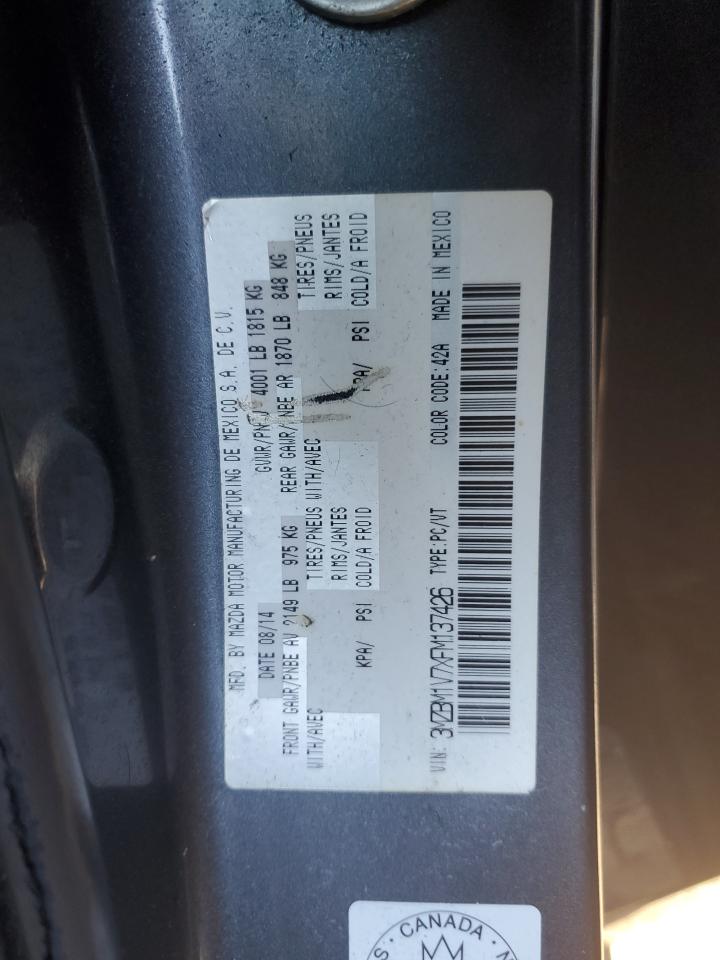 MFD. BY MAZDA MOTOR MANUFACTURING DE MEXICO S.A. DE C.V.
DATE 08/14 GVWR/PNBV 4001 LB 1815 KG
FRONT GAWR/PNBE AV 2149 LB 975 KG REAR GAWR/PNBE AR 1870 LB 848 KG
WITH/AVEC TIRES/PNEUS WITH/AVEC TIRES/PNEUS
RIMS/JANTES RIMS/JANTES
KPA/ PSI COLD/A FROID KPA/ PSI COLD/A FROID
VIN: 3MZBM1V7XFM137426 TYPE:PC/VT COLOR CODE:42A MADE IN MEXICO
S · CANADA · N